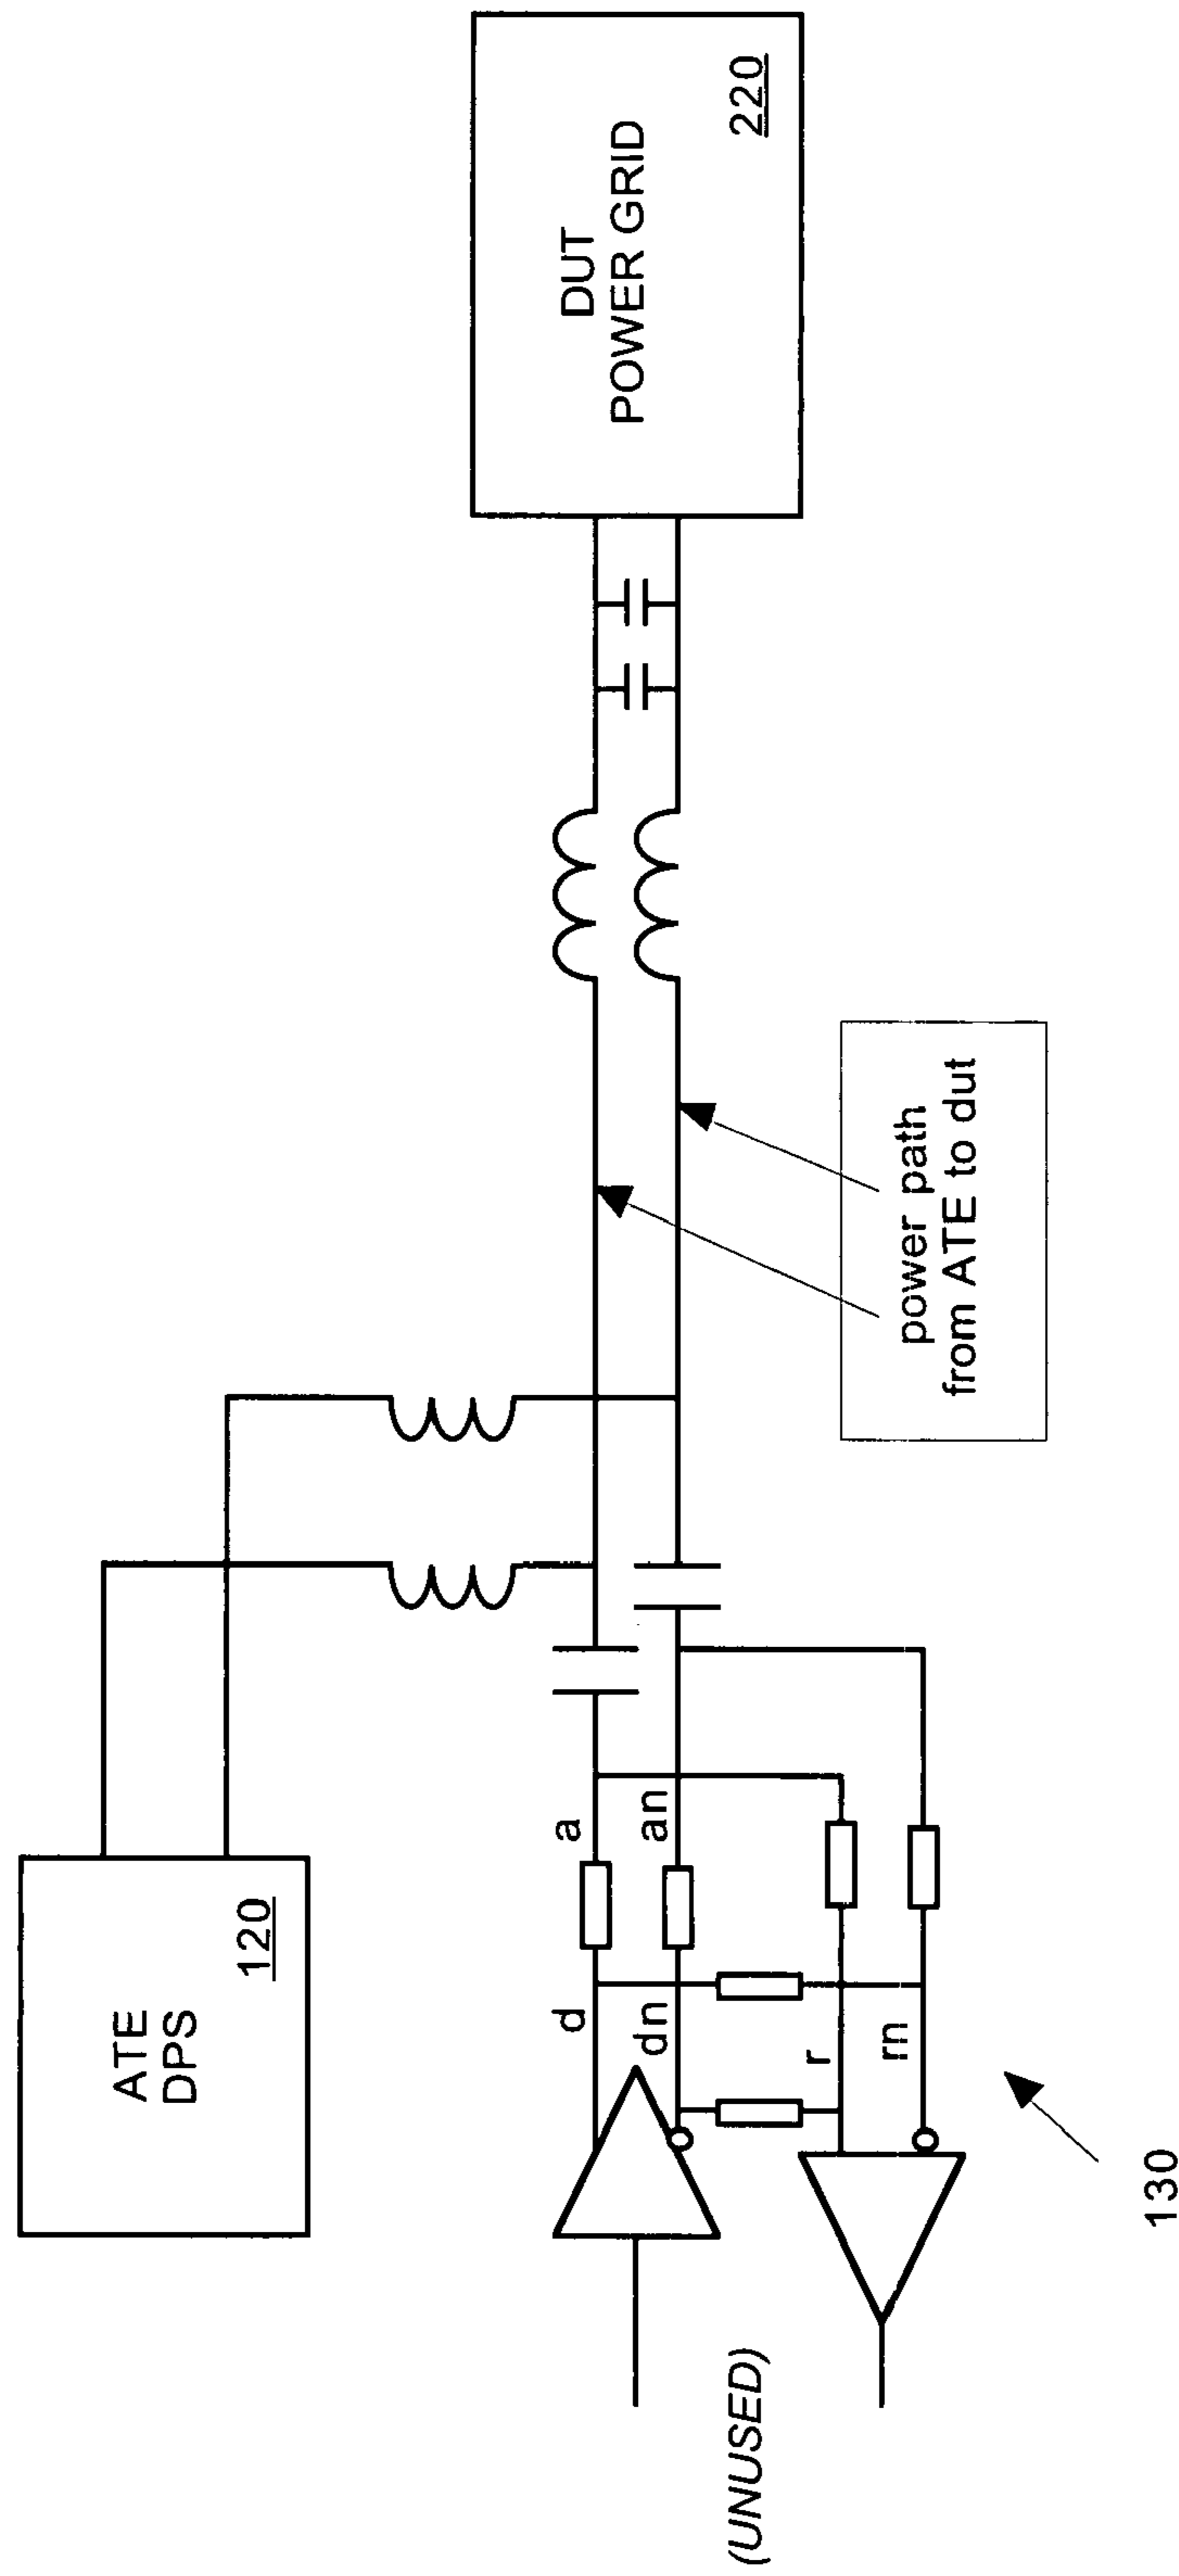 ATE
DPS
120
DUT
POWER GRID
220
d
a
dn
an
r
rn
power path
from ATE to dut
(UNUSED)
130